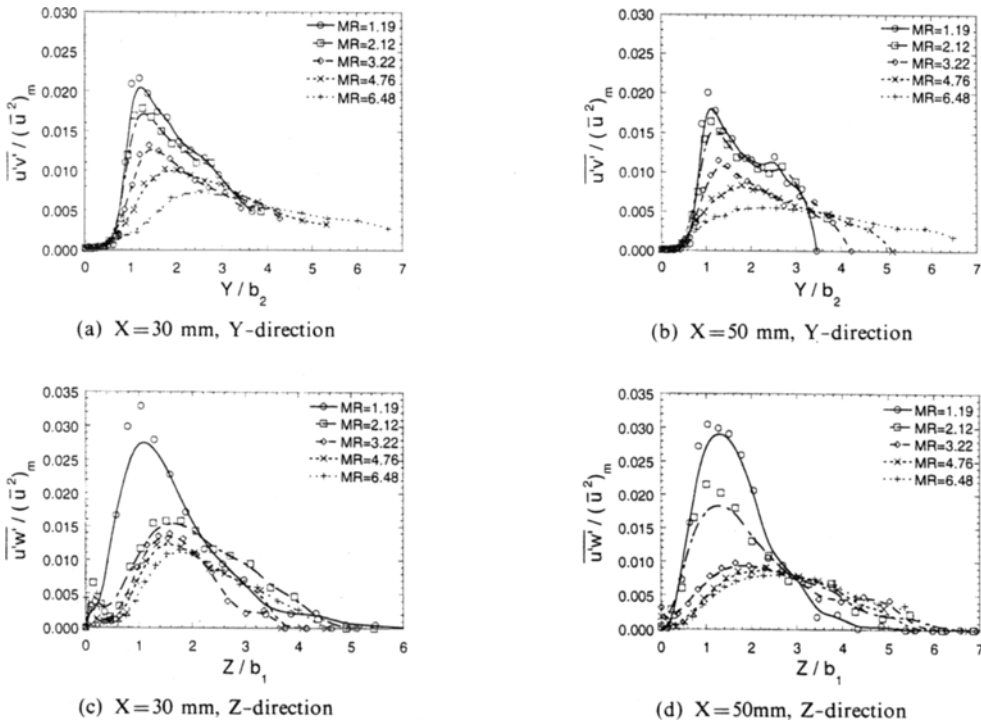 0.030
0.025
0.020
0.015
0.010
0.005
0.000
u'v' / (ū²)m
MR=1.19
MR=2.12
MR=3.22
MR=4.76
MR=6.48
0 1 2 3 4 5 6 7
Y / b₂
(a) X=30 mm, Y-direction
0.030
0.025
0.020
0.015
0.010
0.005
0.000
u'v' / (ū²)m
MR=1.19
MR=2.12
MR=3.22
MR=4.76
MR=6.48
0 1 2 3 4 5 6 7
Y / b₂
(b) X=50 mm, Y-direction
0.035
0.030
0.025
0.020
0.015
0.010
0.005
0.000
u'w' / (ū²)m
MR=1.19
MR=2.12
MR=3.22
MR=4.76
MR=6.48
0 1 2 3 4 5 6
Z / b₁
(c) X=30 mm, Z-direction
0.035
0.030
0.025
0.020
0.015
0.010
0.005
0.000
u'w' / (ū²)m
MR=1.19
MR=2.12
MR=3.22
MR=4.76
MR=6.48
0 1 2 3 4 5 6 7
Z / b₁
(d) X=50mm, Z-direction